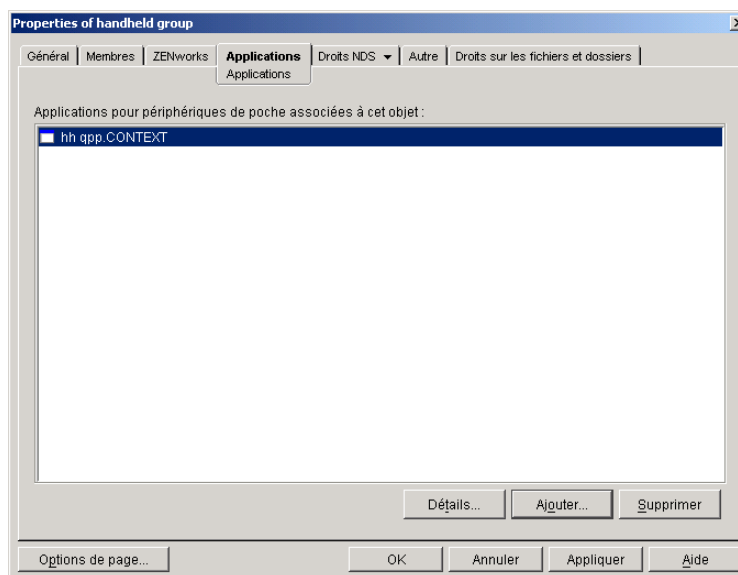 Properties of handheld group
Général Membres ZENworks Applications Droits NDS Autre Droits sur les fichiers et dossiers
Applications
Applications pour périphériques de poche associées à cet objet :
hh qpp.CONTEXT
Détails... Ajouter... Supprimer
Options de page... OK Annuler Appliquer Aide